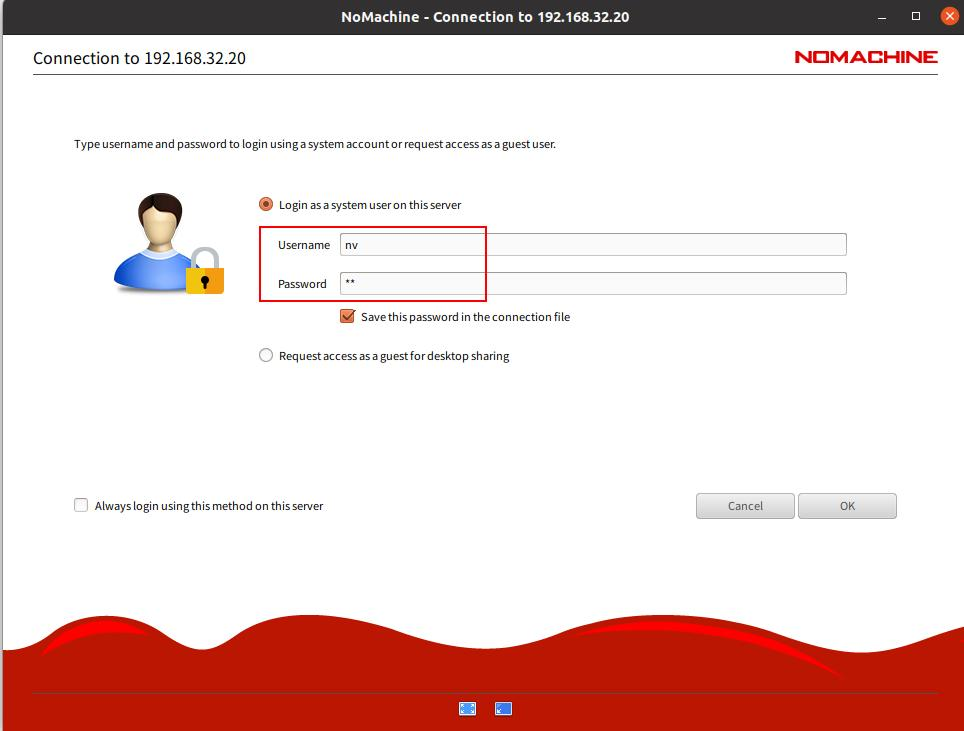 NoMachine - Connection to 192.168.32.20
Connection to 192.168.32.20
NOMACHINE
Type username and password to login using a system account or request access as a guest user.
Login as a system user on this server
Username nv
Password **
Save this password in the connection file
Request access as a guest for desktop sharing
Always login using this method on this server
Cancel
OK